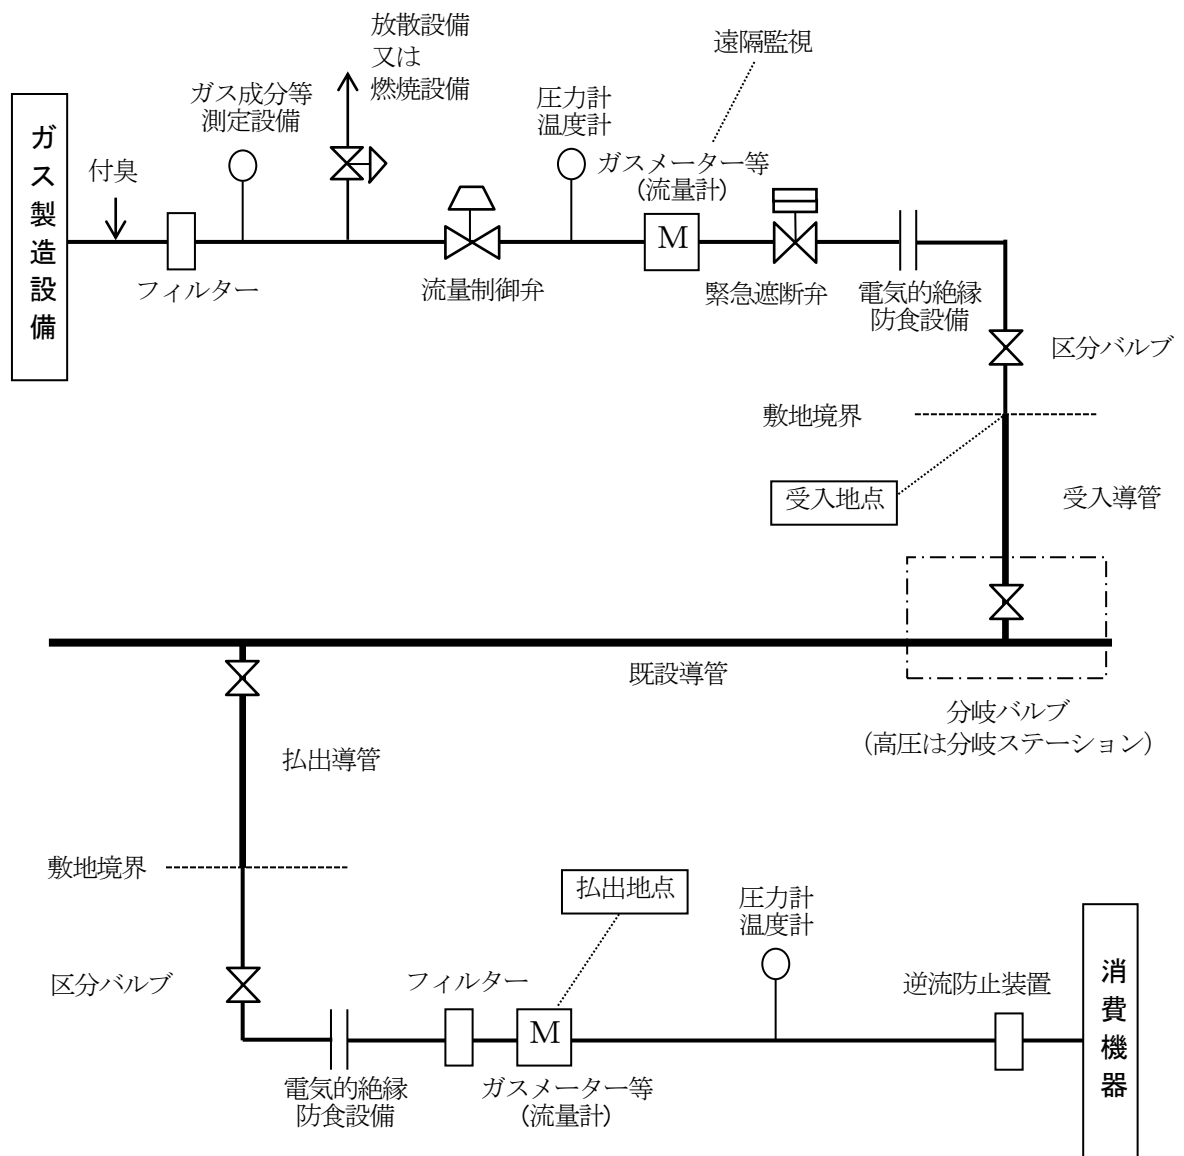 放散設備
又は
燃焼設備
遠隔監視
ガス成分等
測定設備
圧力計
温度計
ガス製造設備
付臭
ガスメーター等
(流量計)
M
フィルター
流量制御弁
緊急遮断弁
電気的絶縁
防食設備
区分バルブ
敷地境界
受入地点
受入導管
既設導管
分岐バルブ
（高圧は分岐ステーション）
払出導管
敷地境界
払出地点
圧力計
温度計
消費機器
区分バルブ
フィルター
逆流防止装置
M
電気的絶縁
防食設備
ガスメーター等
(流量計)